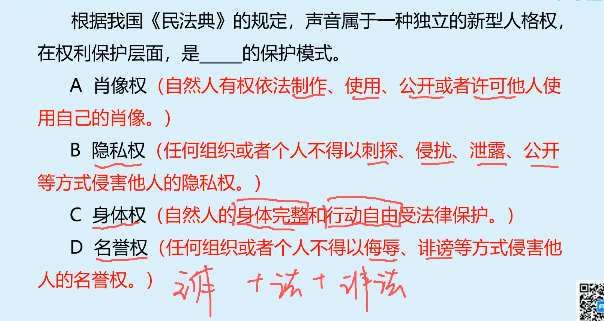 根据我国《民法典》的规定，声音属于一种独立的新型人格权，
在权利保护层面，是_____的保护模式。
A 肖像权（自然人有权依法制作、使用、公开或者许可他人使
用自己的肖像。）
B 隐私权（任何组织或者个人不得以刺探、侵扰、泄露、公开
等方式侵害他人的隐私权。）
C 身体权（自然人的身体完整和行动自由受法律保护。）
D 名誉权（任何组织或者个人不得以侮辱、诽谤等方式侵害他
人的名誉权。）